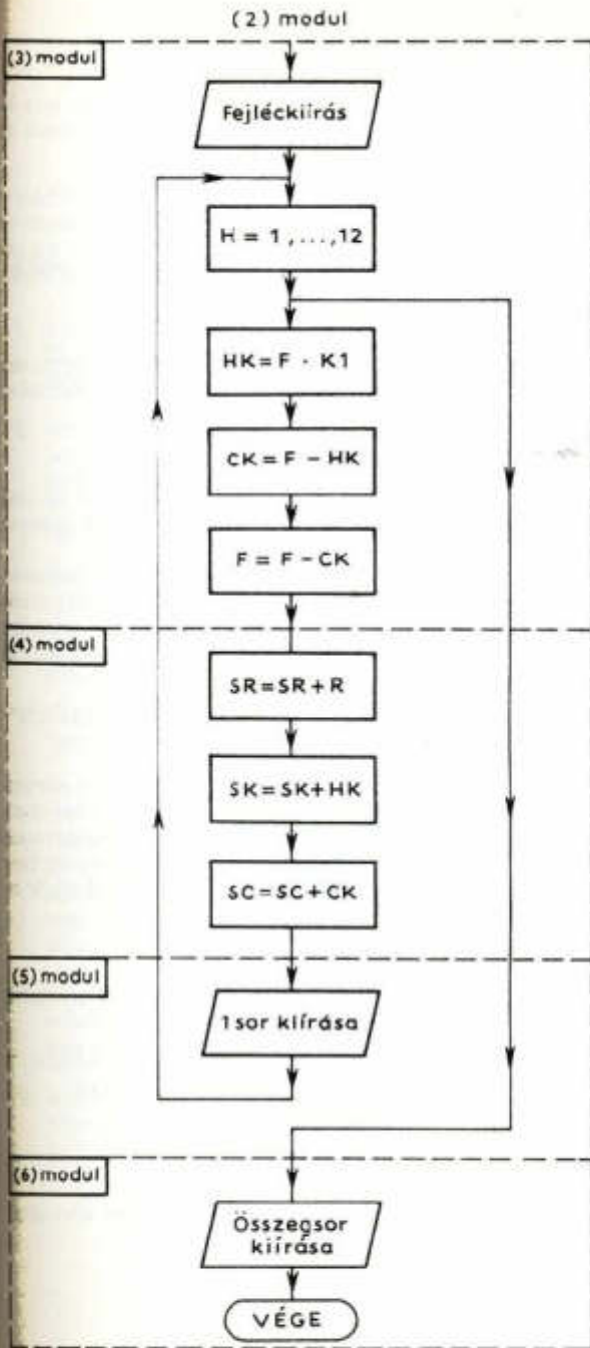 (2) modul
(3) modul
Fejléckiírás
H = 1 , ... , 12
HK = F · K1
CK = F - HK
F = F - CK
(4) modul
SR = SR + R
SK = SK + HK
SC = SC + CK
(5) modul
1 sor kiírása
(6) modul
Összegsor
kiírása
VÉGE